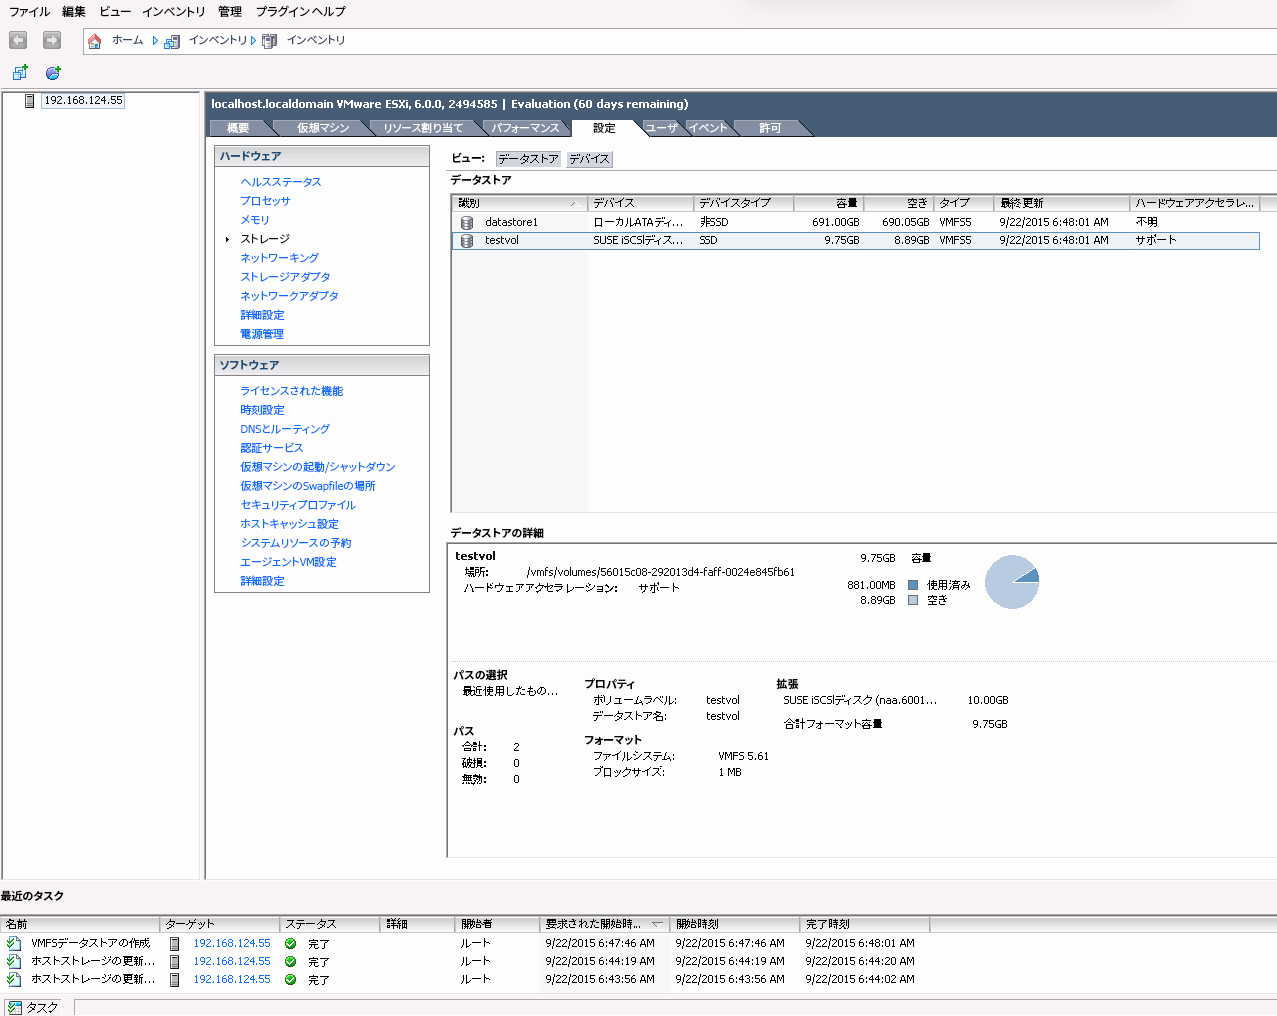 ファイル 編集 ビュー インベントリ 管理 プラグイン ヘルプ
ホーム インベントリ インベントリ
192.168.124.55
localhost.localdomain VMware ESXi, 6.0.0, 2494585 | Evaluation (60 days remaining)
概要 仮想マシン リソース割り当て パフォーマンス 設定 ユーザ イベント 許可
ハードウェア
ヘルスステータス
プロセッサ
メモリ
ストレージ
ネットワーキング
ストレージアダプタ
ネットワークアダプタ
詳細設定
電源管理
ソフトウェア
ライセンスされた機能
時刻設定
DNSとルーティング
認証サービス
仮想マシンの起動/シャットダウン
仮想マシンのSwapfileの場所
セキュリティプロファイル
ホストキャッシュ設定
システムリソースの予約
エージェントVM設定
詳細設定
ビュー: データストア デバイス
データストア
識別 デバイス デバイスタイプ 容量 空き タイプ 最終更新 ハードウェアアクセラレ...
datastore1 ローカルATAディ... 非SSD 691.00GB 690.05GB VMFS5 9/22/2015 6:48:01 AM 不明
testvol SUSE iSCSIディス... SSD 9.75GB 8.89GB VMFS5 9/22/2015 6:48:01 AM サポート
データストアの詳細
testvol 9.75GB 容量
場所: /vmfs/volumes/56015c08-292013d4-faff-0024e845fb61
ハードウェアアクセラレーション: サポート
881.00MB 使用済み
8.89GB 空き
パスの選択
最近使用したもの...
パス
合計: 2
破損: 0
無効: 0
プロパティ
ボリュームラベル: testvol
データストア名: testvol
フォーマット
ファイルシステム: VMFS 5.61
ブロックサイズ: 1 MB
拡張
SUSE iSCSIディスク (naa.6001... 10.00GB
合計フォーマット容量 9.75GB
最近のタスク
名前 ターゲット ステータス 詳細 開始者 要求された開始時... 開始時刻 完了時刻
VMFSデータストアの作成 192.168.124.55 完了 ルート 9/22/2015 6:47:46 AM 9/22/2015 6:47:46 AM 9/22/2015 6:48:01 AM
ホストストレージの更新... 192.168.124.55 完了 ルート 9/22/2015 6:44:19 AM 9/22/2015 6:44:19 AM 9/22/2015 6:44:20 AM
ホストストレージの更新... 192.168.124.55 完了 ルート 9/22/2015 6:43:56 AM 9/22/2015 6:43:56 AM 9/22/2015 6:44:02 AM
タスク